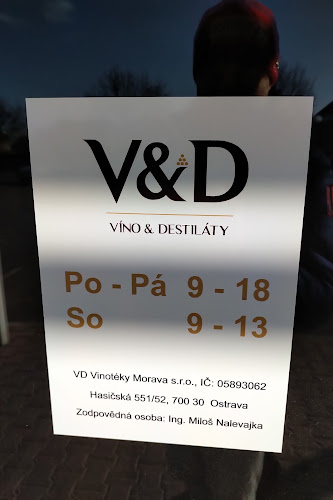 V&D
VÍNO & DESTILÁTY
Po - Pá 9 - 18
So 9 - 13
VD Vinotéky Morava s.r.o., IČ: 05893062
Hasičská 551/52, 700 30 Ostrava
Zodpovědná osoba: Ing. Miloš Nalevajka